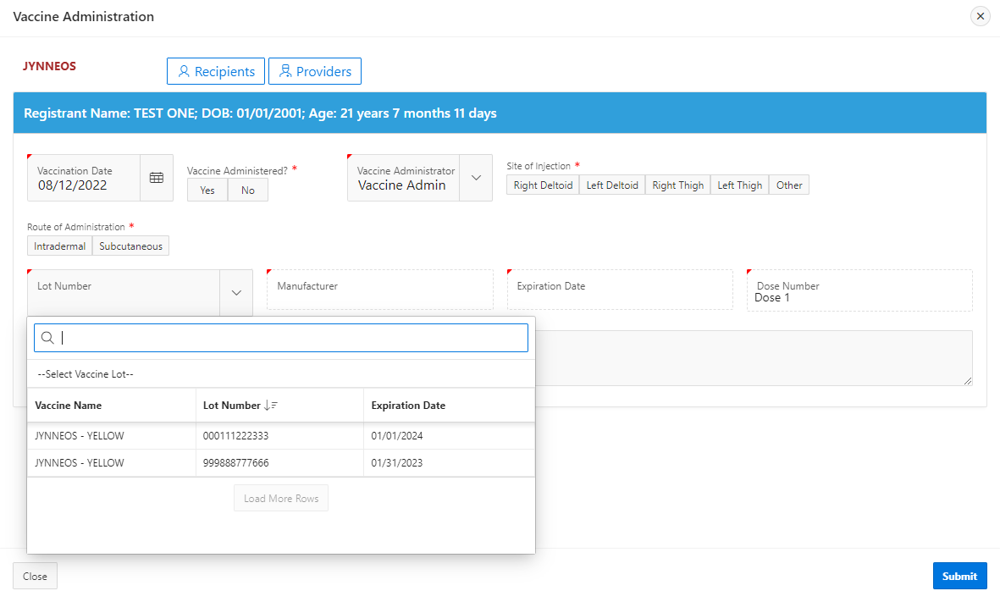 Vaccine Administration
JYNNEOS
Recipients
Providers
Registrant Name: TEST ONE; DOB: 01/01/2001; Age: 21 years 7 months 11 days
Vaccination Date
08/12/2022
Vaccine Administered? *
Yes
No
Vaccine Administrator
Vaccine Admin
Site of Injection *
Right Deltoid
Left Deltoid
Right Thigh
Left Thigh
Other
Route of Administration *
Intradermal
Subcutaneous
Lot Number
Manufacturer
Expiration Date
Dose Number
Dose 1
--Select Vaccine Lot--
Vaccine Name Lot Number Expiration Date
JYNNEOS - YELLOW 000111222333 01/01/2024
JYNNEOS - YELLOW 999888777666 01/31/2023
Load More Rows
Close
Submit